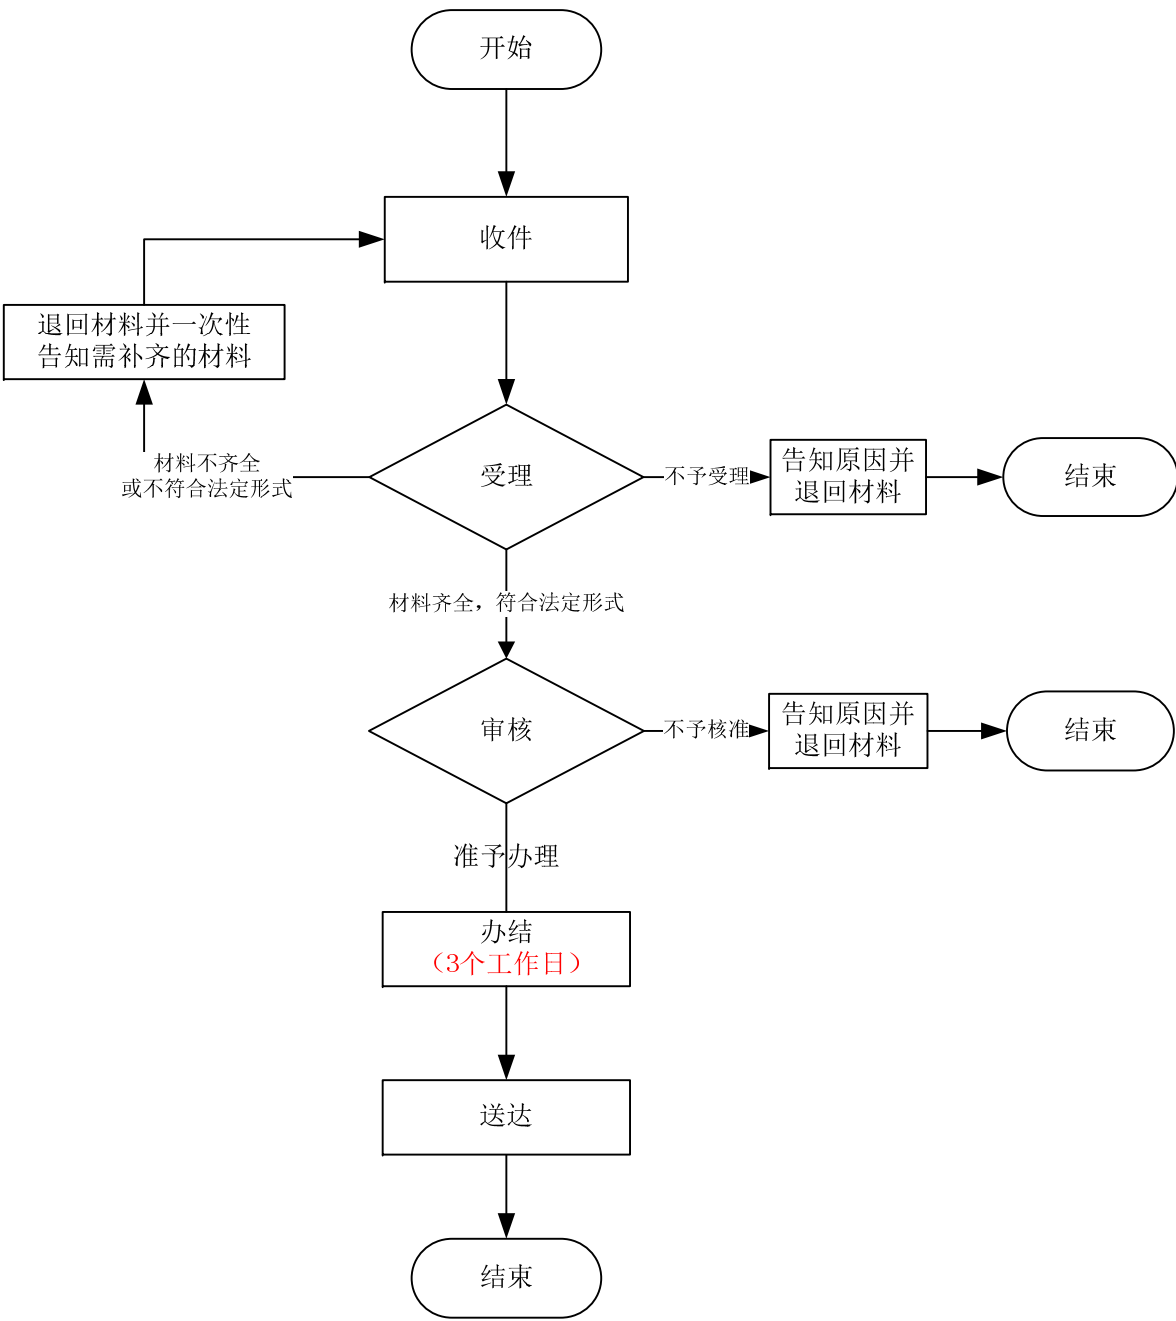 开始
收件
退回材料并一次性
告知需补齐的材料
材料不齐全
或不符合法定形式
受理
不予受理
告知原因并
退回材料
结束
材料齐全，符合法定形式
审核
不予核准
告知原因并
退回材料
结束
准予办理
办结
（3个工作日）
送达
结束